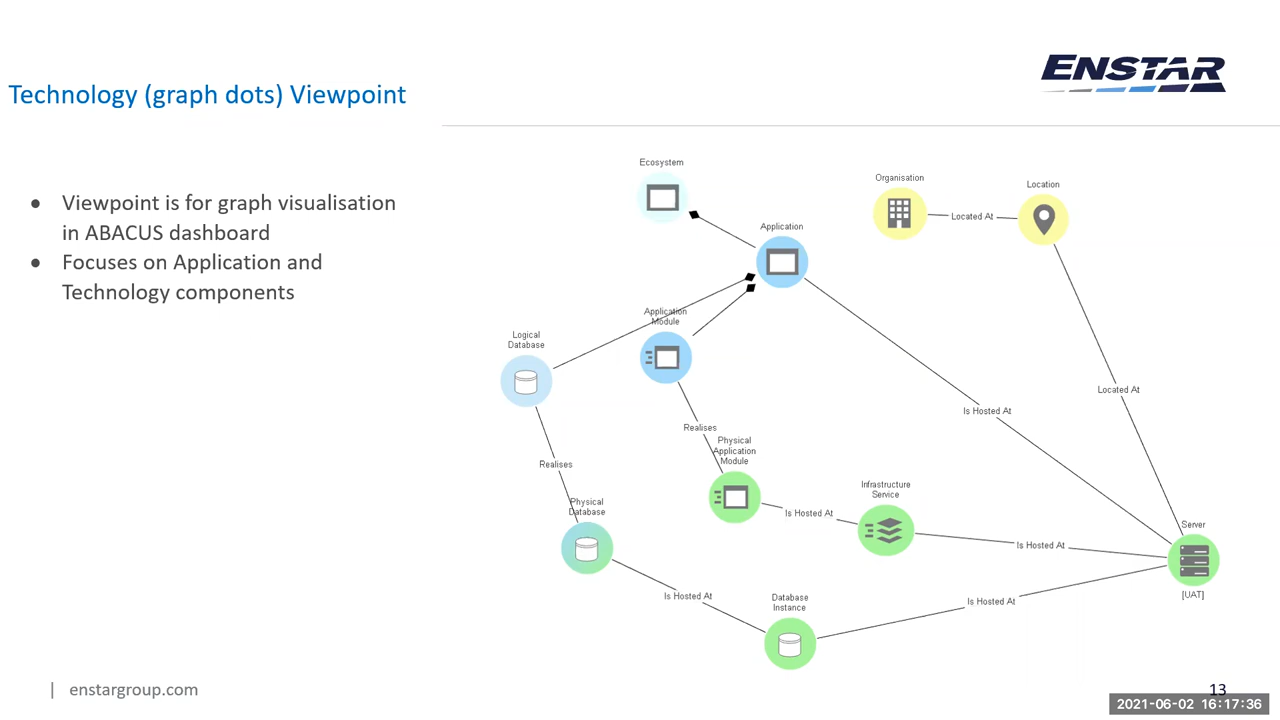 ENSTAR
Technology (graph dots) Viewpoint
● Viewpoint is for graph visualisation
in ABACUS dashboard
● Focuses on Application and
Technology components
Ecosystem
Organisation
Location
Located At
Application
Application
Module
Logical
Database
Located At
Is Hosted At
Realises
Physical
Application
Module
Realises
Infrastructure
Service
Physical
Database
Is Hosted At
Server
Is Hosted At
[UAT]
Is Hosted At
Database
Instance
Is Hosted At
| enstargroup.com
13
2021-06-02 16:17:36